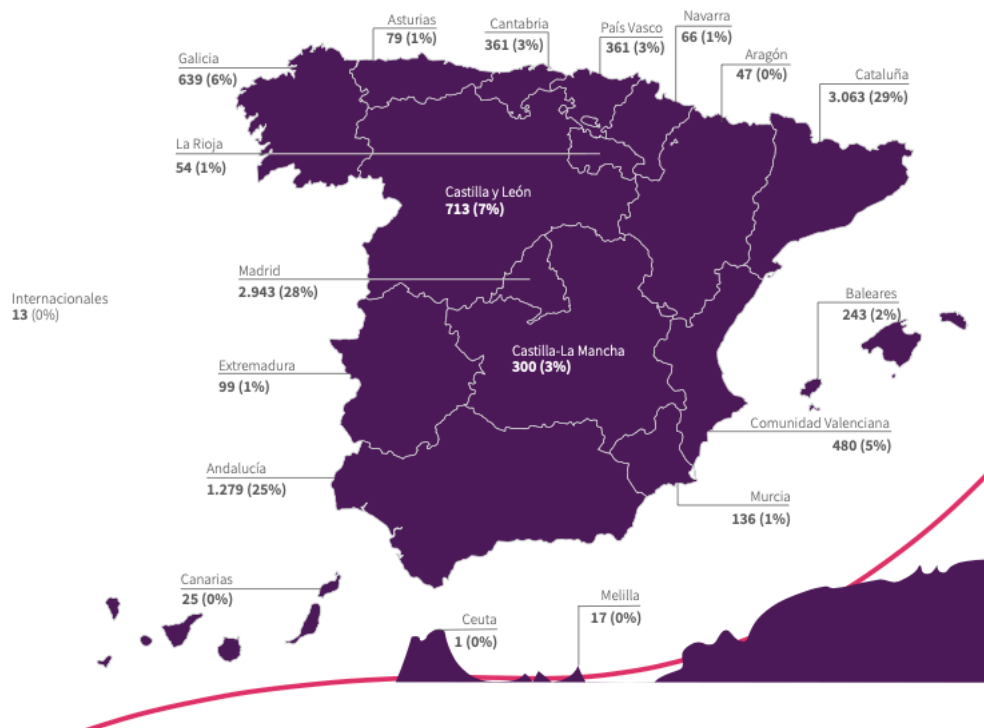 Asturias
79 (1%)
Cantabria
361 (3%)
País Vasco
361 (3%)
Navarra
66 (1%)
Aragón
47 (0%)
Cataluña
3.063 (29%)
Galicia
639 (6%)
La Rioja
54 (1%)
Castilla y León
713 (7%)
Madrid
2.943 (28%)
Internacionales
13 (0%)
Baleares
243 (2%)
Castilla-La Mancha
300 (3%)
Extremadura
99 (1%)
Comunidad Valenciana
480 (5%)
Andalucía
1.279 (25%)
Murcia
136 (1%)
Canarias
25 (0%)
Ceuta
1 (0%)
Melilla
17 (0%)